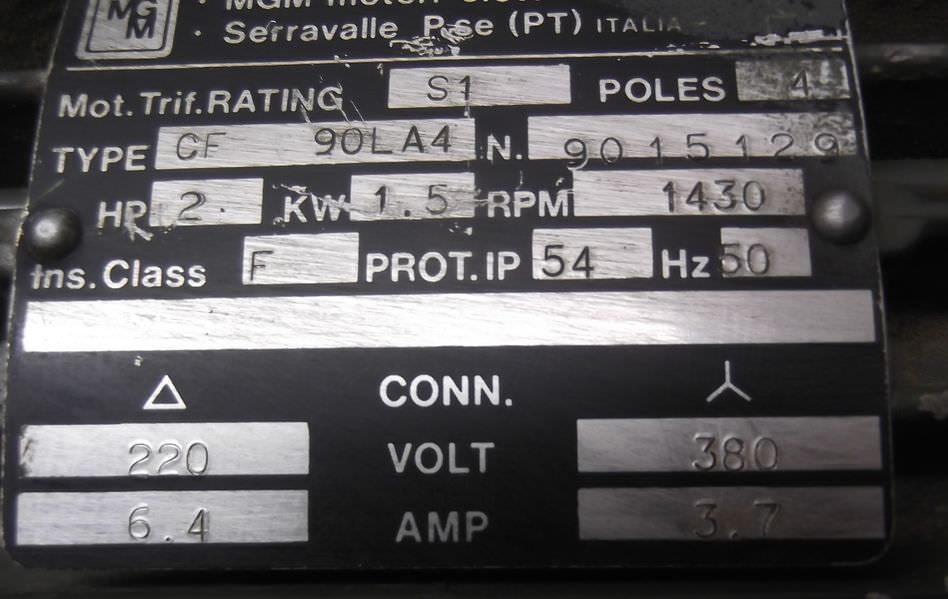 MGM
· MGM motori
· Serravalle P.se (PT) ITALIA
Mot. Trif. RATING S1 POLES 4
TYPE CF 90LA4 N. 9015129
HP 2. KW 1.5 RPM 1430
Ins. Class F PROT. IP 54 Hz 50
CONN.
220 VOLT 380
6.4 AMP 3.7